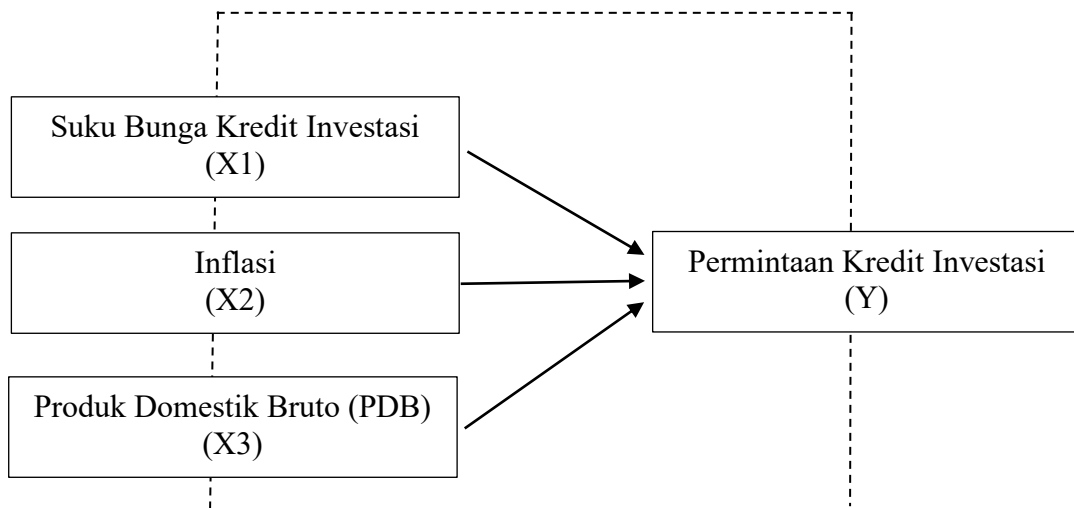 Suku Bunga Kredit Investasi
(X1)
Inflasi
(X2)
Produk Domestik Bruto (PDB)
(X3)
Permintaan Kredit Investasi
(Y)